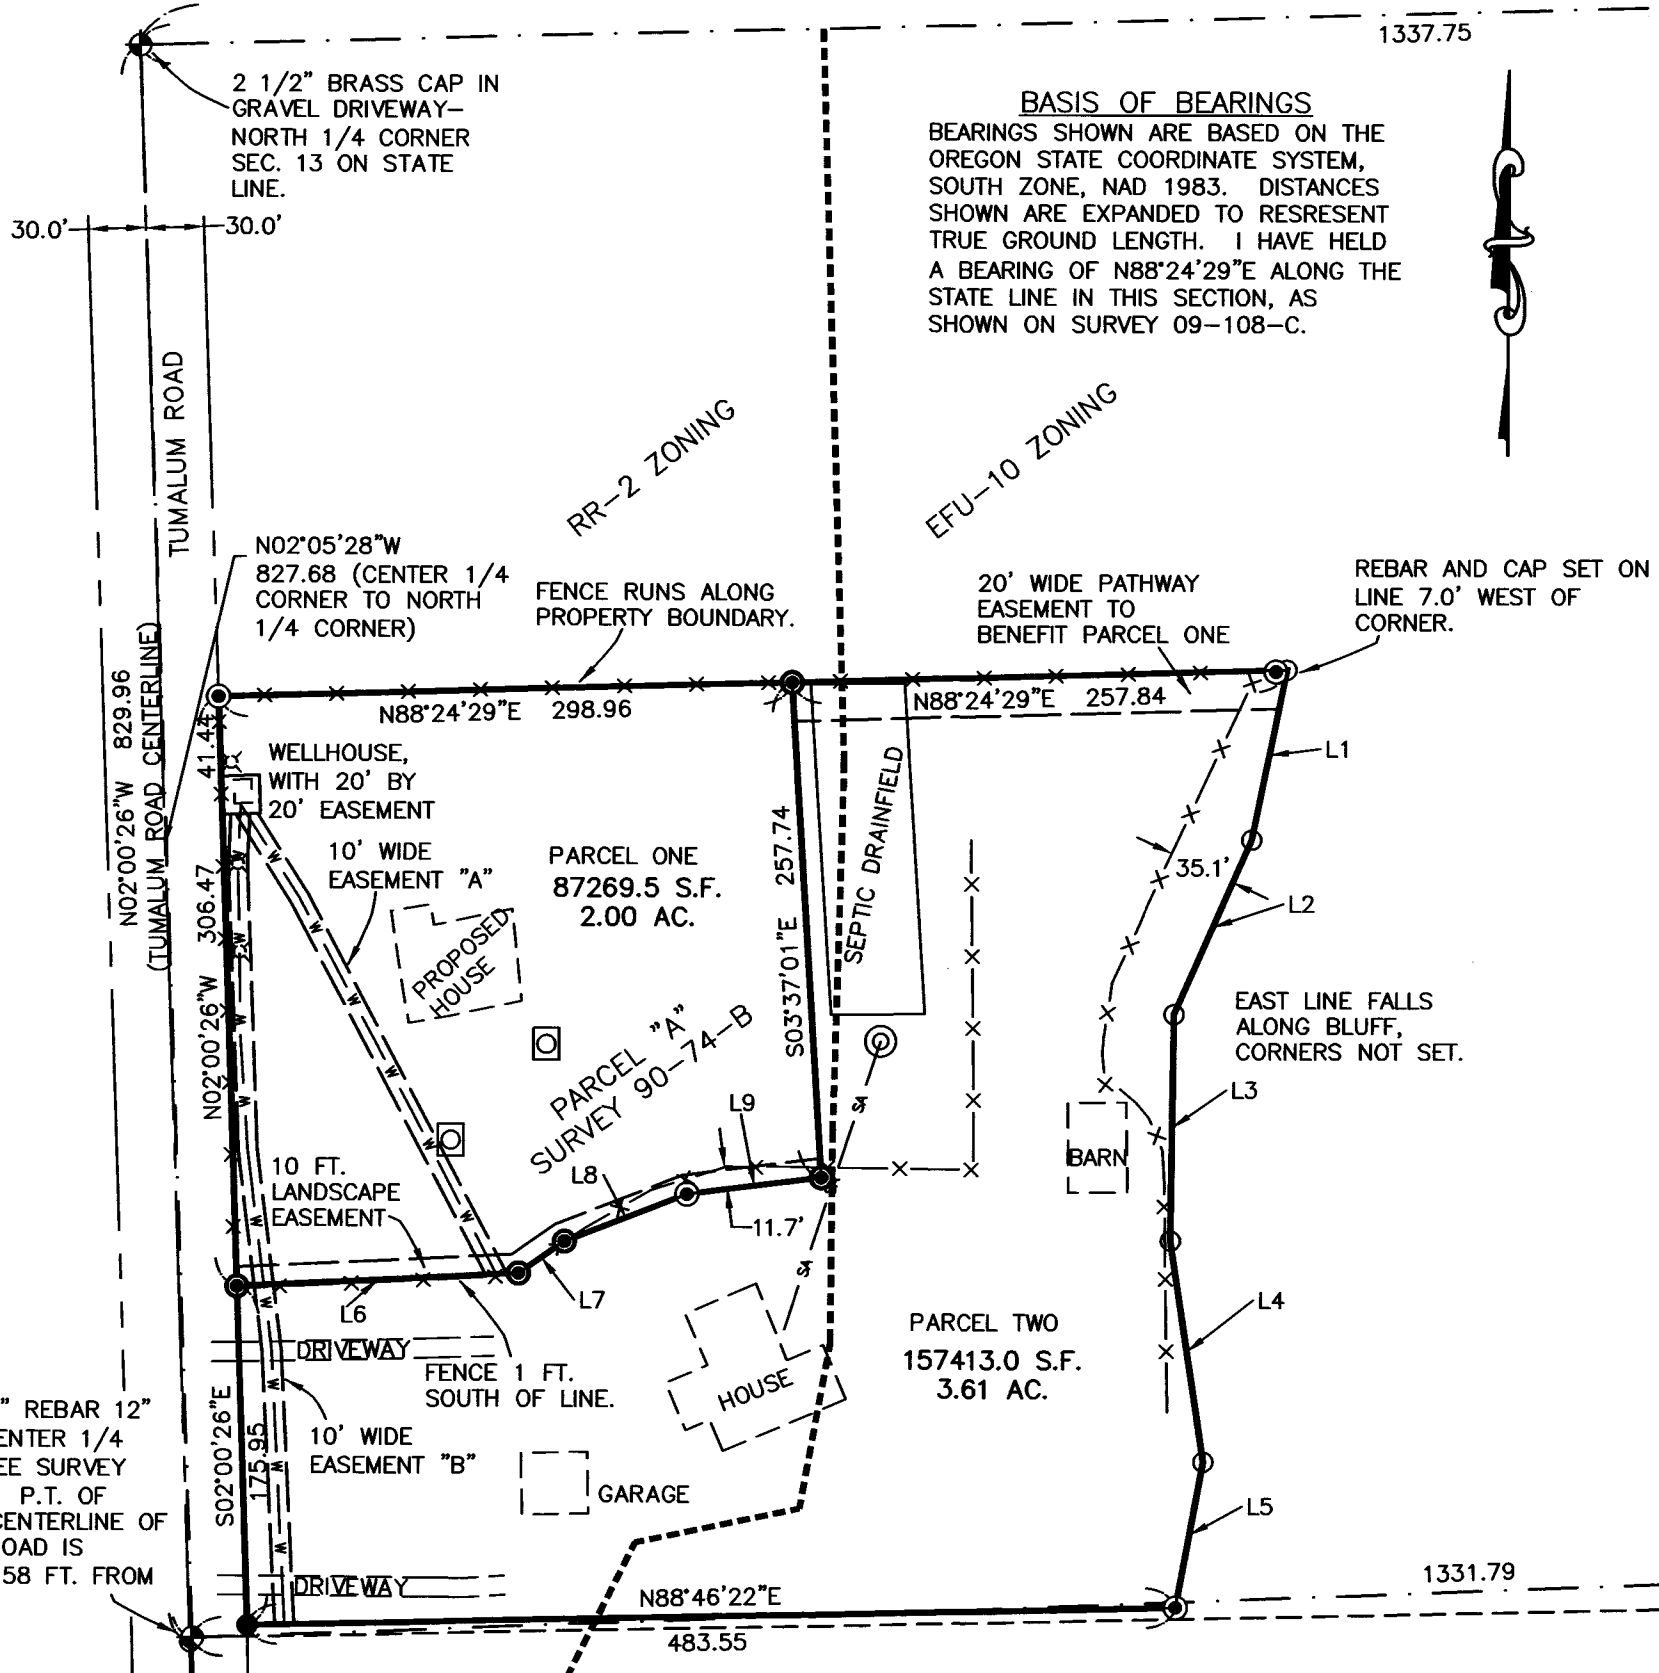 1337.75
2 1/2" BRASS CAP IN
GRAVEL DRIVEWAY-
NORTH 1/4 CORNER
SEC. 13 ON STATE
LINE.
BASIS OF BEARINGS
BEARINGS SHOWN ARE BASED ON THE
OREGON STATE COORDINATE SYSTEM,
SOUTH ZONE, NAD 1983. DISTANCES
SHOWN ARE EXPANDED TO RESRESENT
TRUE GROUND LENGTH. I HAVE HELD
A BEARING OF N88°24'29"E ALONG THE
STATE LINE IN THIS SECTION, AS
SHOWN ON SURVEY 09-108-C.
30.0'
30.0'
TUMALUM ROAD
RR-2 ZONING
EFU-10 ZONING
N02°05'28"W
827.68 (CENTER 1/4
CORNER TO NORTH
1/4 CORNER)
FENCE RUNS ALONG
PROPERTY BOUNDARY.
20' WIDE PATHWAY
EASEMENT TO
BENEFIT PARCEL ONE
REBAR AND CAP SET ON
LINE 7.0' WEST OF
CORNER.
N02°00'26"W 829.96
(TUMALUM ROAD CENTERLINE)
N88°24'29"E 298.96
N88°24'29"E 257.84
41.44
L1
WELLHOUSE,
WITH 20' BY
20' EASEMENT
10' WIDE
EASEMENT "A"
PARCEL ONE
87269.5 S.F.
2.00 AC.
S03°37'01"E 257.74
SEPTIC DRAINFIELD
35.1'
L2
N02°00'26"W 306.47
PROPOSED
HOUSE
PARCEL "A"
SURVEY 90-74-B
EAST LINE FALLS
ALONG BLUFF,
CORNERS NOT SET.
L3
L9
L8
BARN
10 FT.
LANDSCAPE
EASEMENT
11.7'
L6
L7
L4
DRIVEWAY
PARCEL TWO
157413.0 S.F.
3.61 AC.
FENCE 1 FT.
SOUTH OF LINE.
HOUSE
S02°00'26"E
175.95
10' WIDE
EASEMENT "B"
GARAGE
L5
" REBAR 12"
ENTER 1/4
EE SURVEY
P.T. OF
CENTERLINE OF
OAD IS
58 FT. FROM
DRIVEWAY
N88°46'22"E
483.55
1331.79